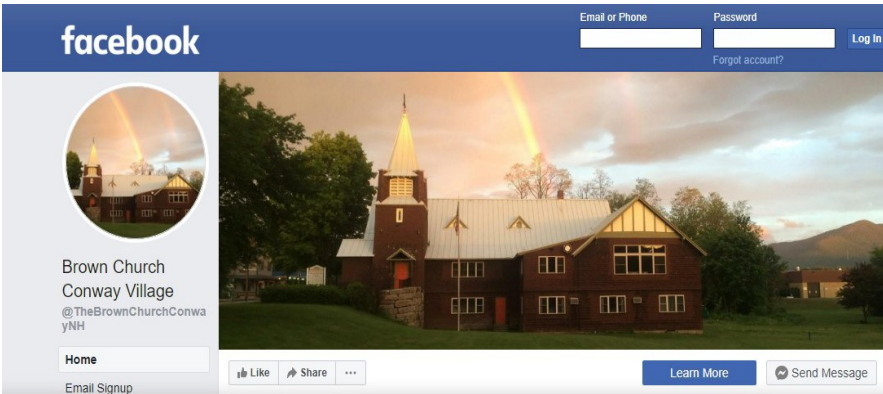 facebook
Email or Phone
Password
Log In
Forgot account?
Brown Church
Conway Village
@TheBrownChurchConwa
yNH
Home
Email Signup
Like
Share
...
Learn More
Send Message